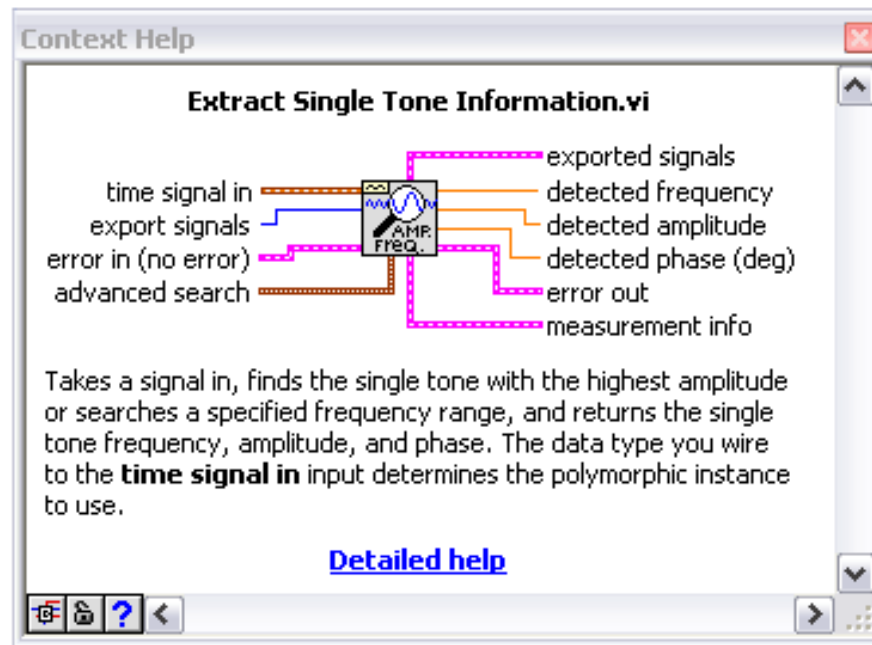 Context Help
Extract Single Tone Information.vi
exported signals
time signal in
detected frequency
export signals
detected amplitude
error in (no error)
detected phase (deg)
advanced search
error out
measurement info
AMP.
Freq.
Takes a signal in, finds the single tone with the highest amplitude
or searches a specified frequency range, and returns the single
tone frequency, amplitude, and phase. The data type you wire
to the time signal in input determines the polymorphic instance
to use.
Detailed help
?